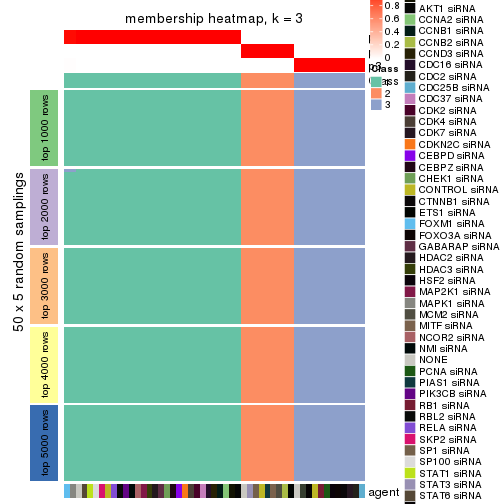 membership heatmap, k = 3
50 x 5 random samplings
top 1000 rows
top 2000 rows
top 3000 rows
top 4000 rows
top 5000 rows
0.8
0.6
0.4
0.2
0
Class
1
2
3
agent
AKT1 siRNA
CCNA2 siRNA
CCNB1 siRNA
CCNB2 siRNA
CCND3 siRNA
CDC16 siRNA
CDC2 siRNA
CDC25B siRNA
CDC37 siRNA
CDK2 siRNA
CDK4 siRNA
CDK7 siRNA
CDKN2C siRNA
CEBPD siRNA
CEBPZ siRNA
CHEK1 siRNA
CONTROL siRNA
CTNNB1 siRNA
ETS1 siRNA
FOXM1 siRNA
FOXO3A siRNA
GABARAP siRNA
HDAC2 siRNA
HDAC3 siRNA
HSF2 siRNA
MAP2K1 siRNA
MAPK1 siRNA
MCM2 siRNA
MITF siRNA
NCOR2 siRNA
NMI siRNA
NONE
PCNA siRNA
PIAS1 siRNA
PIK3CB siRNA
RB1 siRNA
RBL2 siRNA
RELA siRNA
SKP2 siRNA
SP1 siRNA
SP100 siRNA
STAT1 siRNA
STAT3 siRNA
STAT6 siRNA